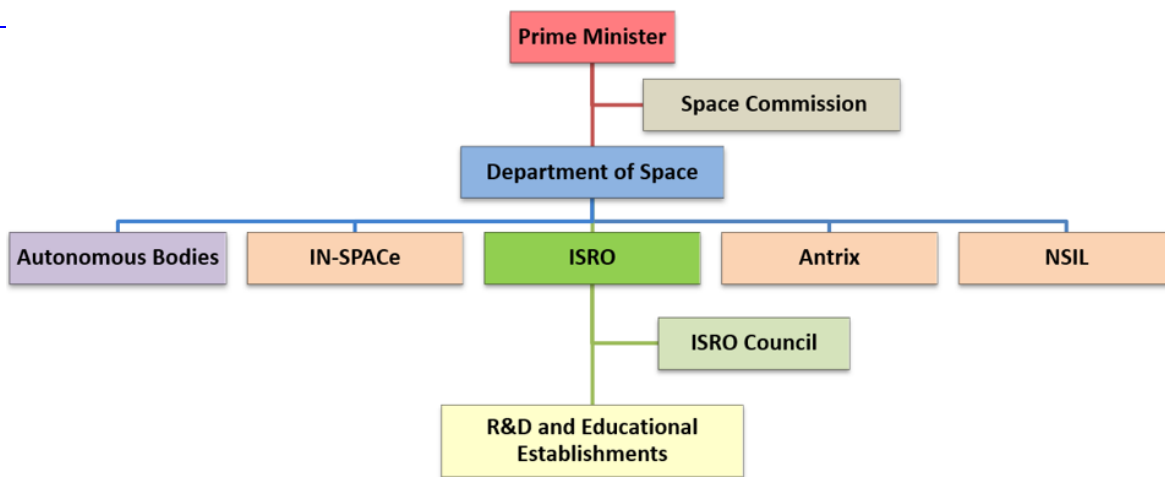 Prime Minister
Space Commission
Department of Space
Autonomous Bodies
IN-SPACe
ISRO
Antrix
NSIL
ISRO Council
R&D and Educational
Establishments